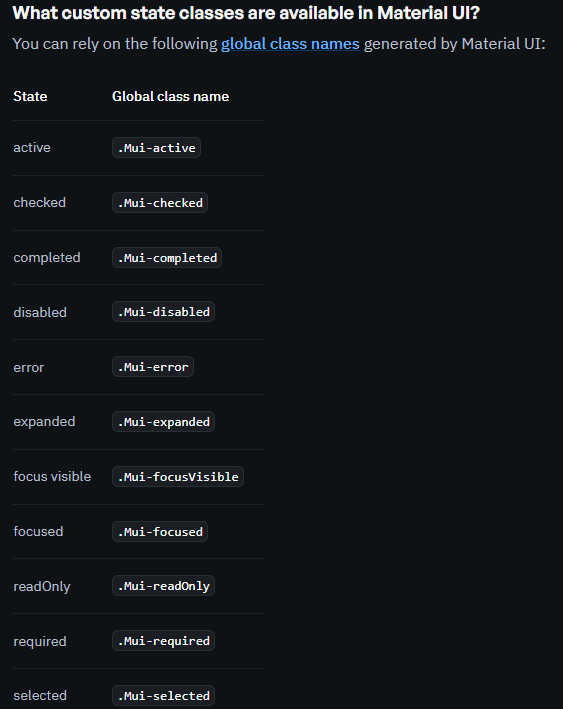 What custom state classes are available in Material UI?
You can rely on the following global class names generated by Material UI:
State Global class name
active .Mui-active
checked .Mui-checked
completed .Mui-completed
disabled .Mui-disabled
error .Mui-error
expanded .Mui-expanded
focus visible .Mui-focusVisible
focused .Mui-focused
readOnly .Mui-readOnly
required .Mui-required
selected .Mui-selected